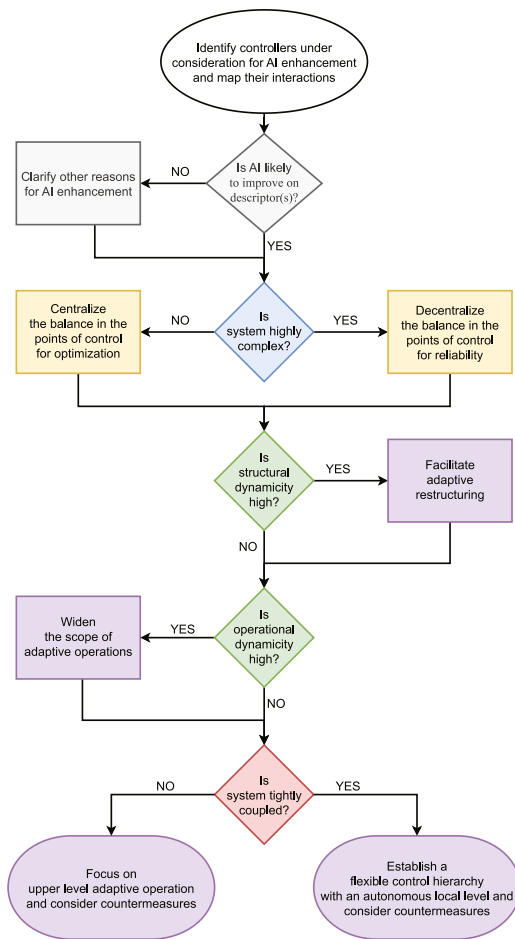 Identify controllers under
consideration for AI enhancement
and map their interactions
Is AI likely
to improve on
descriptor(s)?
NO
Clarify other reasons
for AI enhancement
YES
Is
system highly
complex?
NO
YES
Centralize
the balance in the
points of control
for optimization
Decentralize
the balance in the
points of control
for reliability
Is
structural
dynamicity
high?
YES
Facilitate
adaptive
restructuring
NO
Is
operational
dynamicity
high?
YES
Widen
the scope of
adaptive operations
NO
Is
system tightly
coupled?
NO
YES
Focus on
upper level adaptive operation
and consider countermeasures
Establish a
flexible control hierarchy
with an autonomous local level and
consider countermeasures